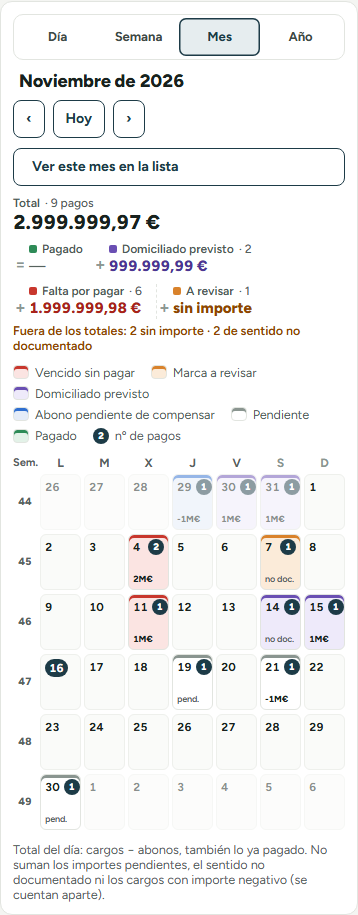 Día Semana Mes Año
Noviembre de 2026
‹ Hoy ›
Ver este mes en la lista
Total · 9 pagos
2.999.999,97 €
Pagado Domiciliado previsto · 2
= — + 999.999,99 €
Falta por pagar · 6 A revisar · 1
+ 1.999.999,98 € + sin importe
Fuera de los totales: 2 sin importe · 2 de sentido no
documentado
Vencido sin pagar Marca a revisar
Domiciliado previsto
Abono pendiente de compensar Pendiente
Pagado 2 nº de pagos
Sem. L M X J V S D
44 26 27 28 29 1 30 1 31 1 1
-1M€ 1M€ 1M€
45 2 3 4 2 5 6 7 1 8
2M€ no doc.
46 9 10 11 1 12 13 14 1 15 1
1M€ no doc. 1M€
47 16 17 18 19 1 20 21 1 22
pend. -1M€
48 23 24 25 26 27 28 29
49 30 1 1 2 3 4 5 6
pend.
Total del día: cargos − abonos, también lo ya pagado. No
suman los importes pendientes, el sentido no
documentado ni los cargos con importe negativo (se
cuentan aparte).